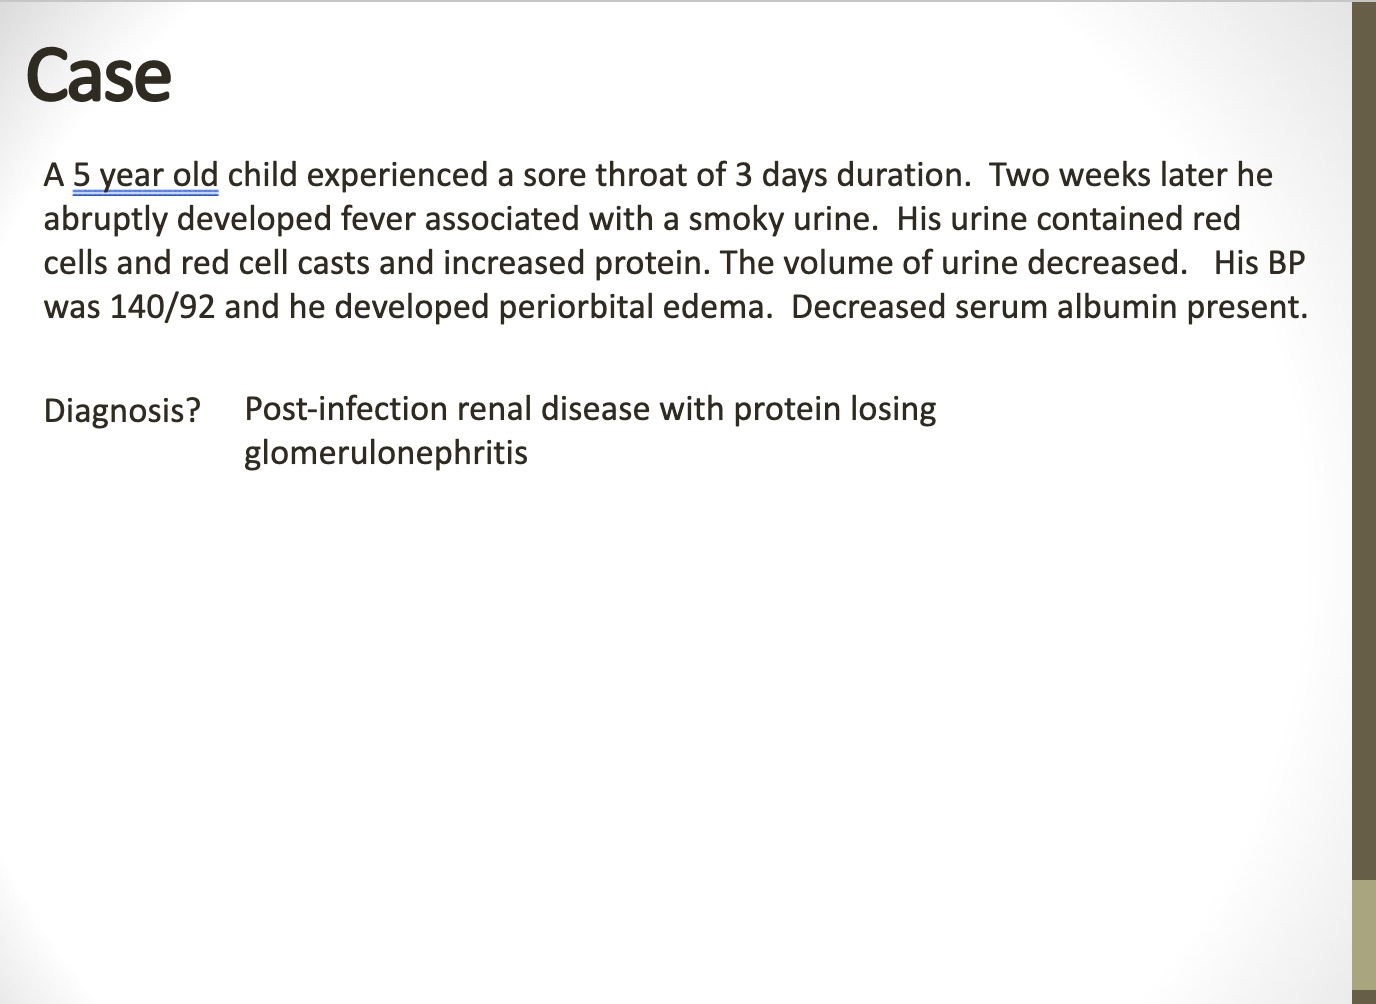 Case
A 5 year old child experienced a sore throat of 3 days duration.  Two weeks later he
abruptly developed fever associated with a smoky urine.  His urine contained red
cells and red cell casts and increased protein. The volume of urine decreased.   His BP
was 140/92 and he developed periorbital edema.  Decreased serum albumin present.
Diagnosis?
Post-infection renal disease with protein losing
glomerulonephritis